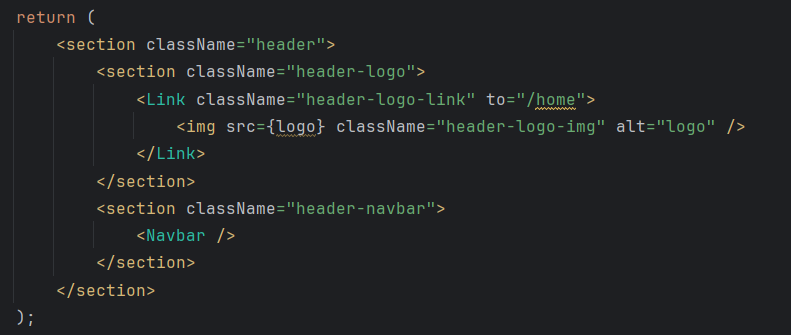 return (
    <section className="header">
        <section className="header-logo">
            <Link className="header-logo-link" to="/home">
                <img src={logo} className="header-logo-img" alt="logo" />
            </Link>
        </section>
        <section className="header-navbar">
            <Navbar />
        </section>
    </section>
);